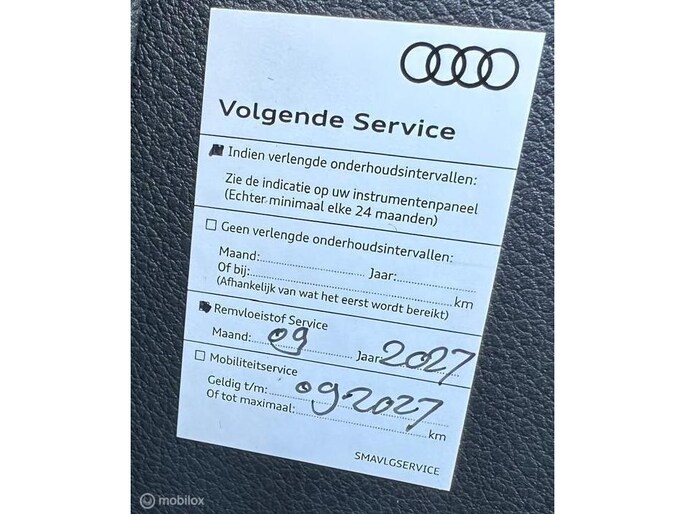 Volgende Service
Indien verlengde onderhoudsintervallen:
Zie de indicatie op uw instrumentenpaneel
(Echter minimaal elke 24 maanden)
Geen verlengde onderhoudsintervallen:
Maand:.................... Jaar:....................
Of bij:.................... km
(Afhankelijk van wat het eerst wordt bereikt)
Remvloeistof Service
Maand: 09 Jaar: 2027
Mobiliteitservice
Geldig t/m: 09 2027
Of tot maximaal:.................... km
SMAVLGSERVICE
mobilox